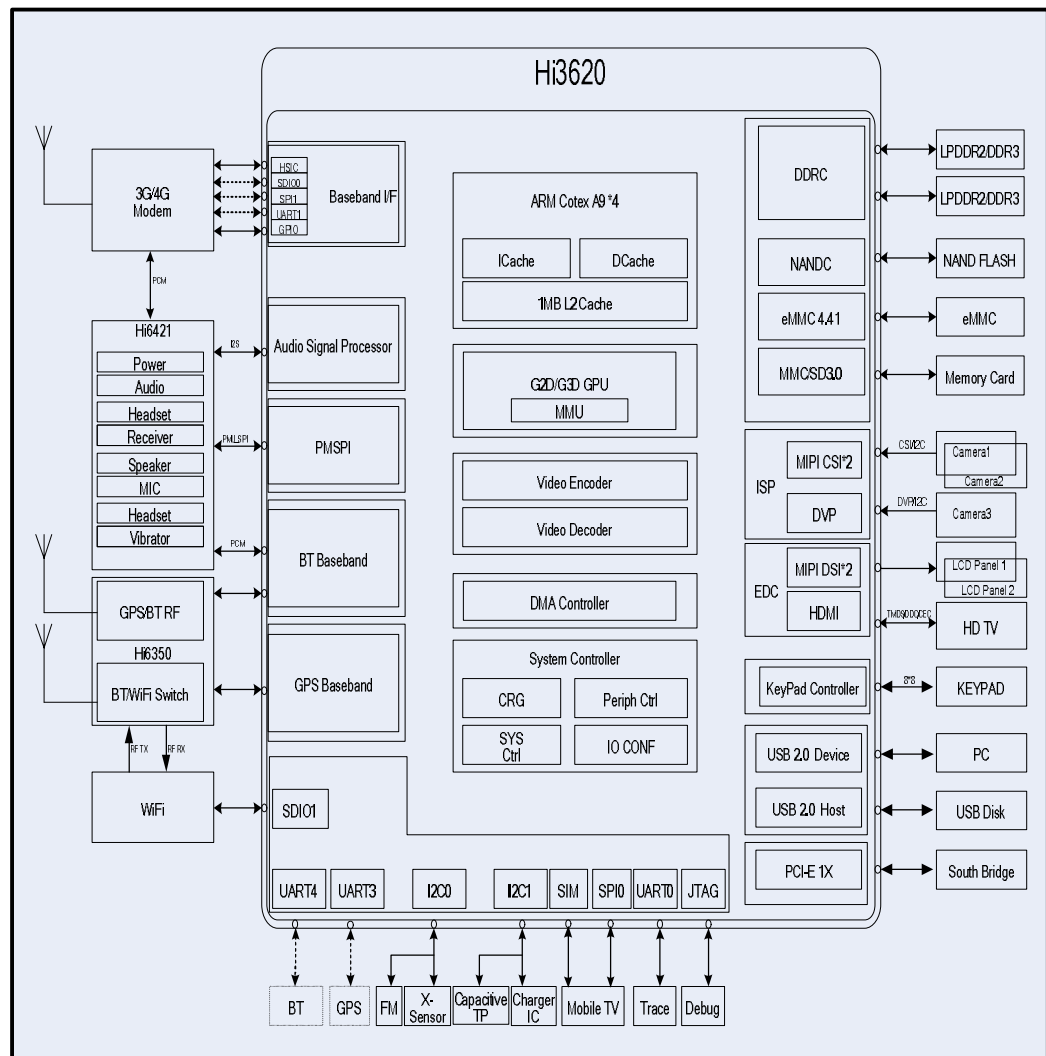 Hi3620
3G/4G
Modem
HSIC
SDIO0
SPI1
UART1
GPIO
Baseband I/F
PCM
Hi6421
Power
Audio
Headset
Receiver
Speaker
MIC
Headset
Vibrator
I2S
Audio Signal Processor
PMSPI
PCM
BT Baseband
GPS/BT RF
Hi6350
BT/WiFi Switch
GPS Baseband
RF TX
RF RX
WiFi
SDIO1
ARM Cotex A9 *4
ICache
DCache
1MB L2 Cache
G2D/G3D GPU
MMU
Video Encoder
Video Decoder
DMA Controller
System Controller
CRG
Periph Ctrl
SYS
Ctrl
IO CONF
DDRC
NANDC
eMMC 4.41
MMC/SD3.0
LPDDR2/DDR3
LPDDR2/DDR3
NAND FLASH
eMMC
Memory Card
ISP
MIPI CSI*2
DVP
CSI/I2C
Camera1
Camera2
DVP/I2C
Camera3
EDC
MIPI DSI*2
HDMI
LCD Panel 1
LCD Panel 2
TMDS/DDC/CEC
HD TV
KeyPad Controller
8*8
KEYPAD
USB 2.0 Device
PC
USB 2.0 Host
USB Disk
PCI-E 1X
South Bridge
UART4
UART3
I2C0
I2C1
SIM
SPI0
UART0
JTAG
BT
GPS
FM
X-
Sensor
Capacitive
TP
Charger
IC
Mobile TV
Trace
Debug